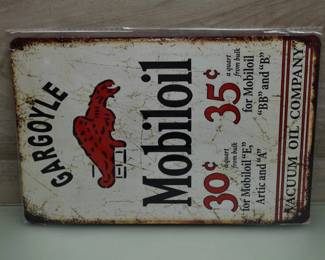 GARGOYLE
Mobiloil
30¢ a quart from bulk
for Mobiloil "E"
Artic and "A"
35¢ a quart from bulk
for Mobiloil
"BB" and "B"
VACUUM OIL COMPANY